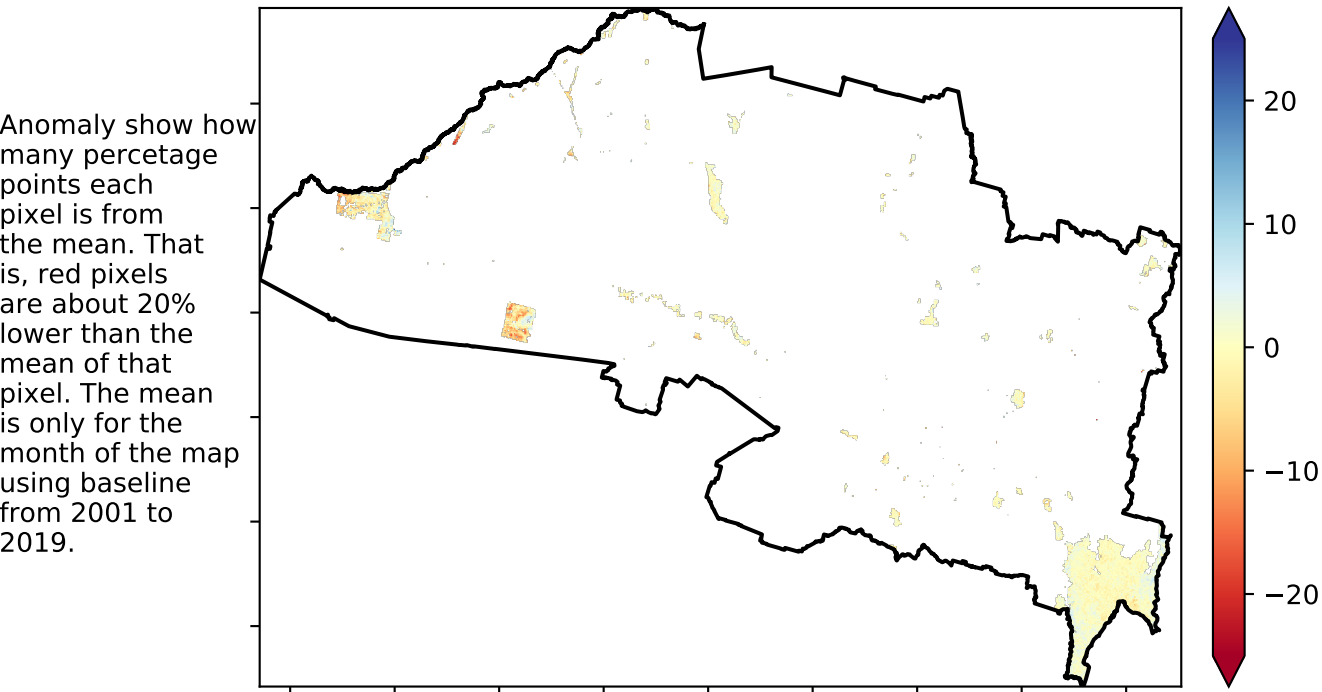 Anomaly show how
many percetage
points each
pixel is from
the mean. That
is, red pixels
are about 20%
lower than the
mean of that
pixel. The mean
is only for the
month of the map
using baseline
from 2001 to
2019.
20
10
0
−10
−20